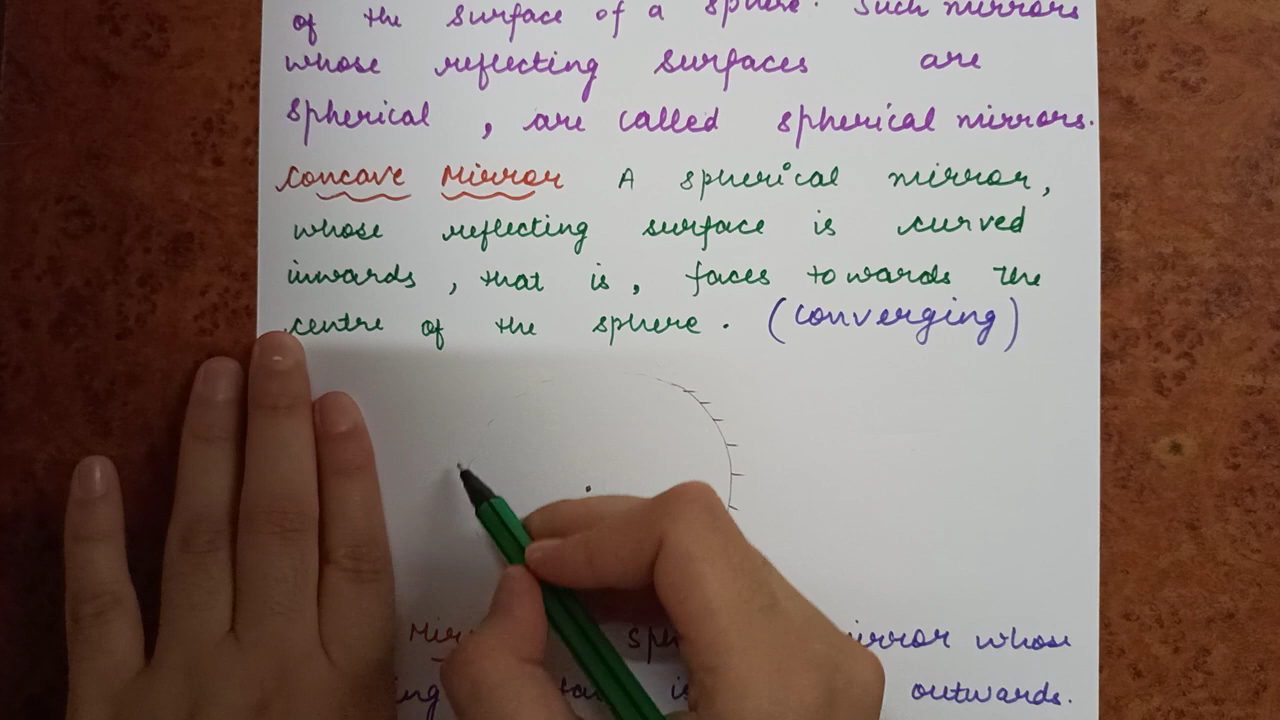 of the surface of a sphere. Such mirrors
whose reflecting surfaces are
spherical , are called spherical mirrors.
Concave Mirror A spherical mirror,
whose reflecting surface is curved
inwards , that is , faces towards the
centre of the sphere . (converging)
mirror whose
outwards.